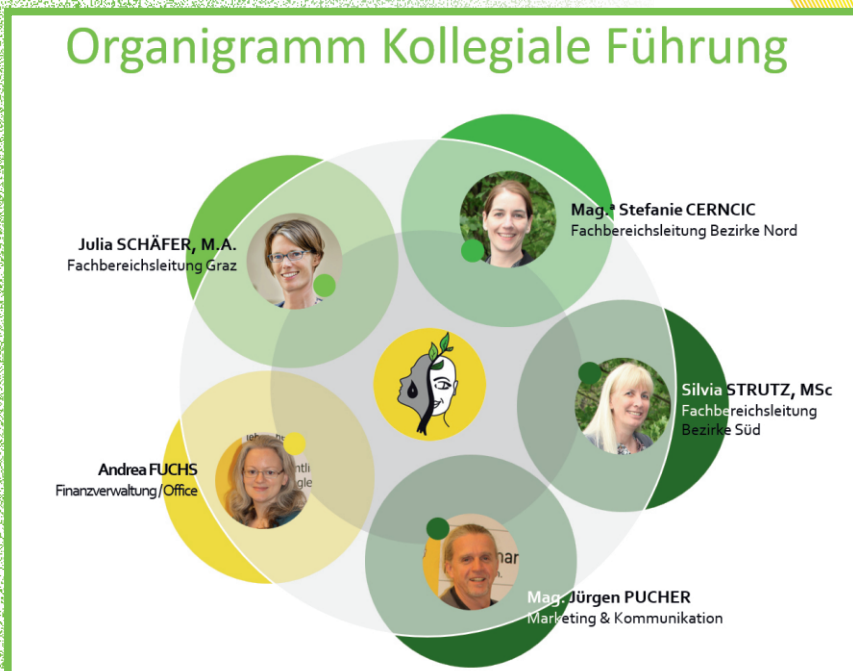 Organigramm Kollegiale Führung
Mag.ª Stefanie CERNCIC
Fachbereichsleitung Bezirke Nord
Julia SCHÄFER, M.A.
Fachbereichsleitung Graz
Silvia STRUTZ, MSc
Fachbereichsleitung
Bezirke Süd
Andrea FUCHS
Finanzverwaltung/Office
Mag. Jürgen PUCHER
Marketing & Kommunikation